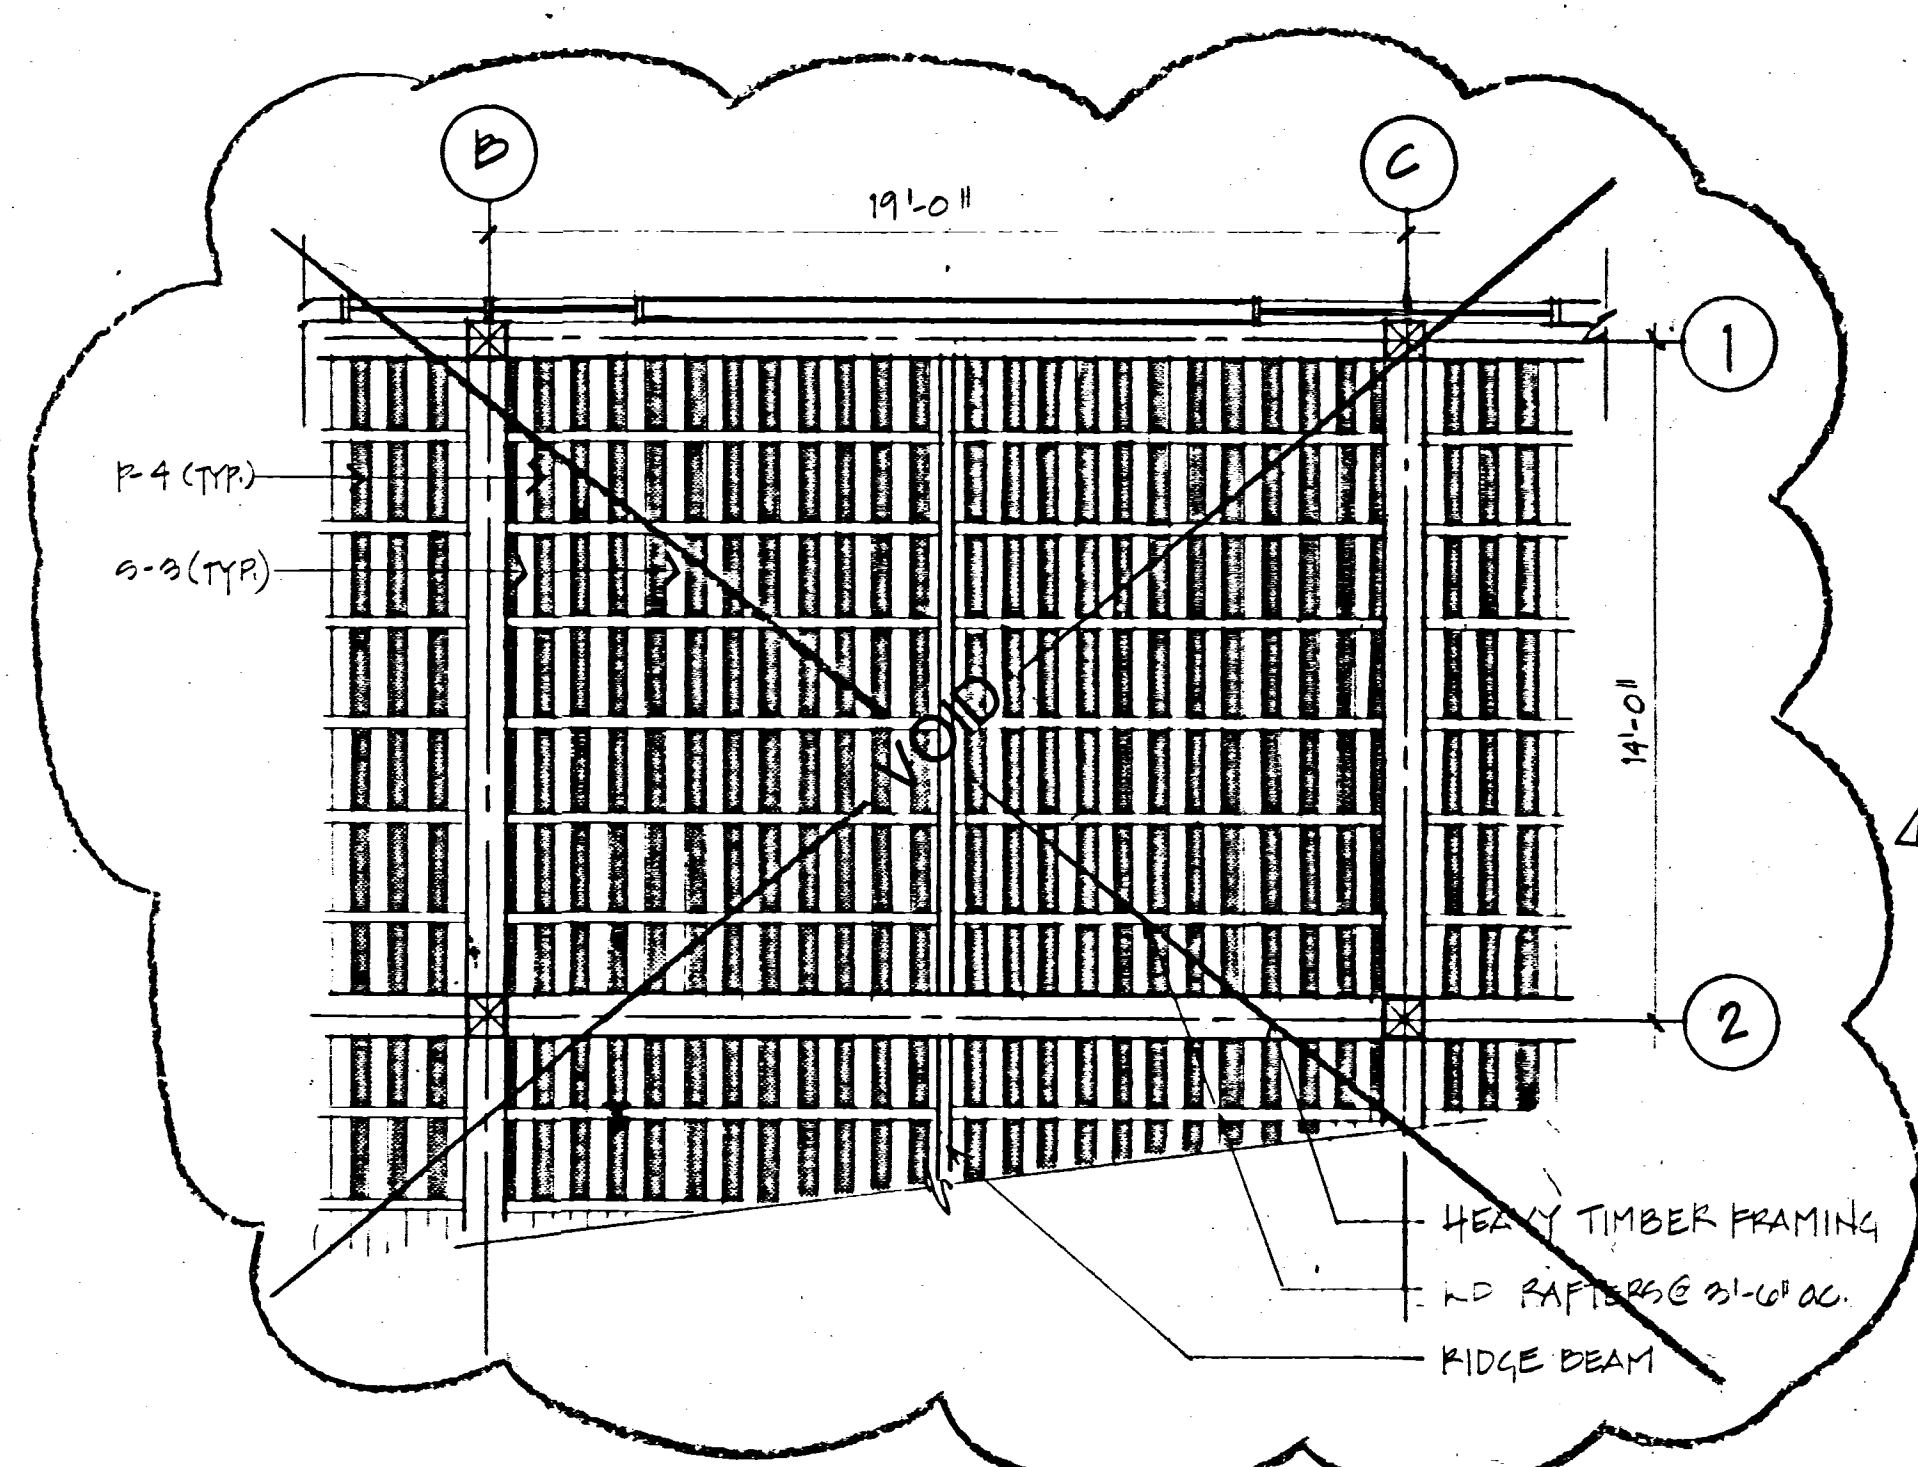 B
C
19'-0"
1
P-4 (TYP.)
S-3 (TYP.)
VOID
14'-0"
2
HEAVY TIMBER FRAMING
RAFTERS @ 3'-6" OC.
RIDGE BEAM